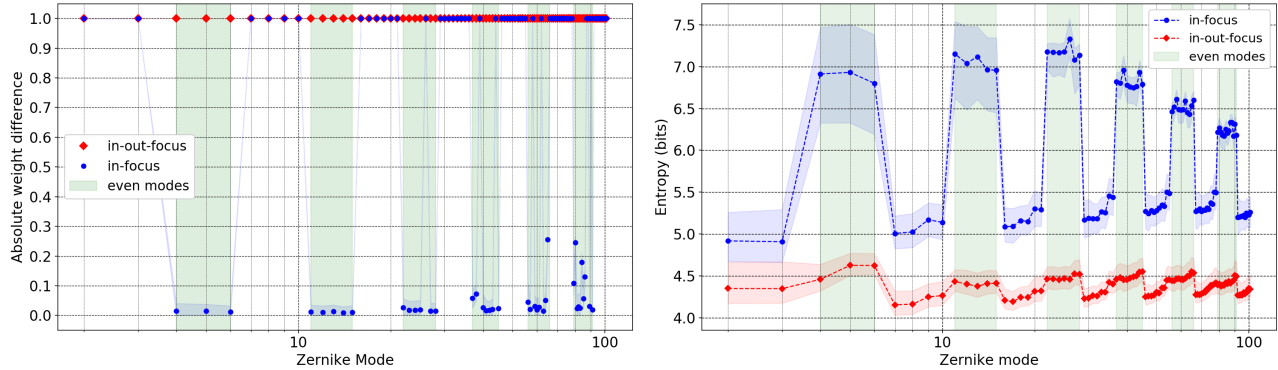 1.0
0.9
0.8
0.7
0.6
0.5
0.4
0.3
0.2
0.1
0.0
Absolute weight difference
in-out-focus
in-focus
even modes
10
100
Zernike Mode
7.5
7.0
6.5
6.0
5.5
5.0
4.5
4.0
Entropy (bits)
in-focus
in-out-focus
even modes
10
100
Zernike mode